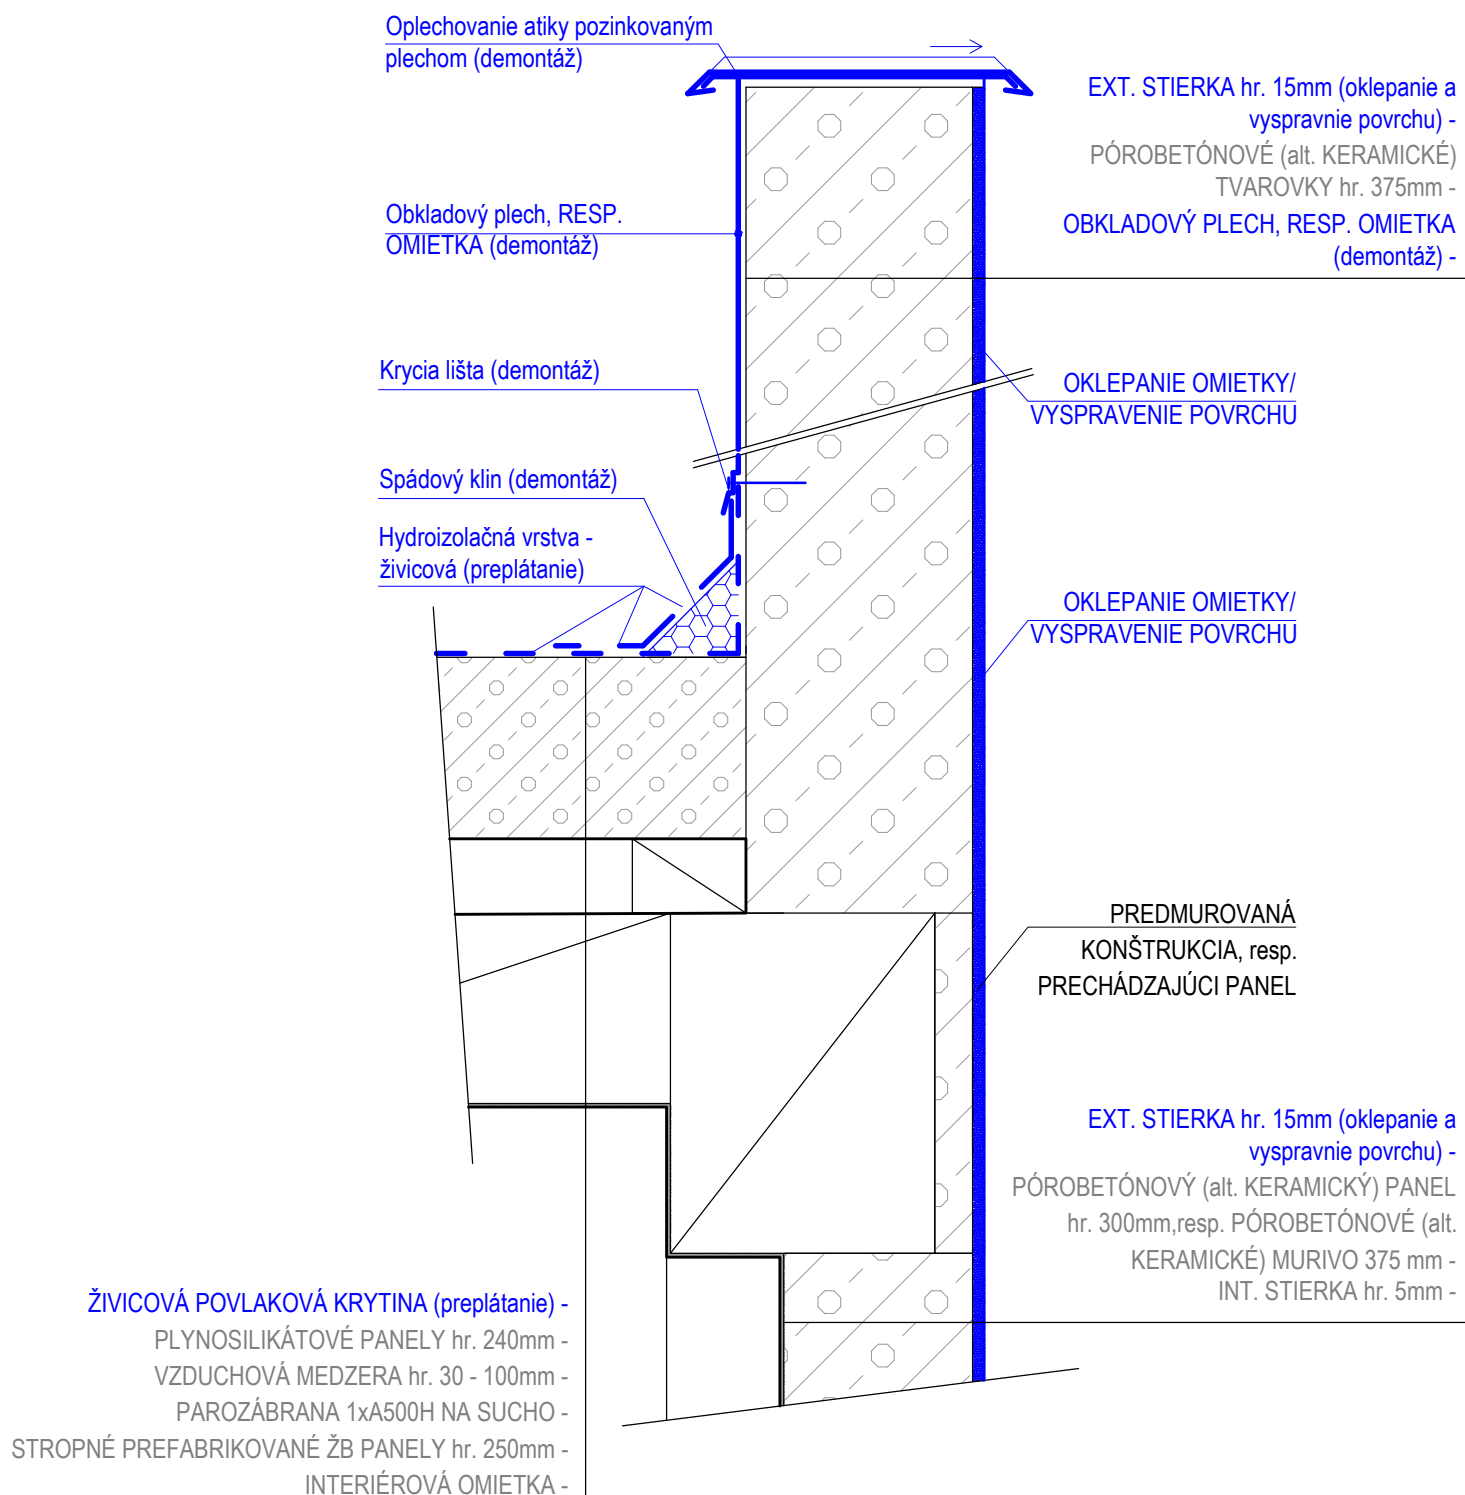 Oplechovanie atiky pozinkovaným
plechom (demontáž)
EXT. STIERKA hr. 15mm (oklepanie a
vyspravnie povrchu) -
PÓROBETÓNOVÉ (alt. KERAMICKÉ)
TVAROVKY hr. 375mm -
OBKLADOVÝ PLECH, RESP. OMIETKA
(demontáž) -
Obkladový plech, RESP.
OMIETKA (demontáž)
Krycia lišta (demontáž)
OKLEPANIE OMIETKY/
VYSPRAVENIE POVRCHU
Spádový klin (demontáž)
Hydroizolačná vrstva -
živicová (preplátanie)
OKLEPANIE OMIETKY/
VYSPRAVENIE POVRCHU
PREDMUROVANÁ
KONŠTRUKCIA, resp.
PRECHÁDZAJÚCI PANEL
EXT. STIERKA hr. 15mm (oklepanie a
vyspravnie povrchu) -
PÓROBETÓNOVÝ (alt. KERAMICKÝ) PANEL
hr. 300mm,resp. PÓROBETÓNOVÉ (alt.
KERAMICKÉ) MURIVO 375 mm -
INT. STIERKA hr. 5mm -
ŽIVICOVÁ POVLAKOVÁ KRYTINA (preplátanie) -
PLYNOSILIKÁTOVÉ PANELY hr. 240mm -
VZDUCHOVÁ MEDZERA hr. 30 - 100mm -
PAROZÁBRANA 1xA500H NA SUCHO -
STROPNÉ PREFABRIKOVANÉ ŽB PANELY hr. 250mm -
INTERIÉROVÁ OMIETKA -